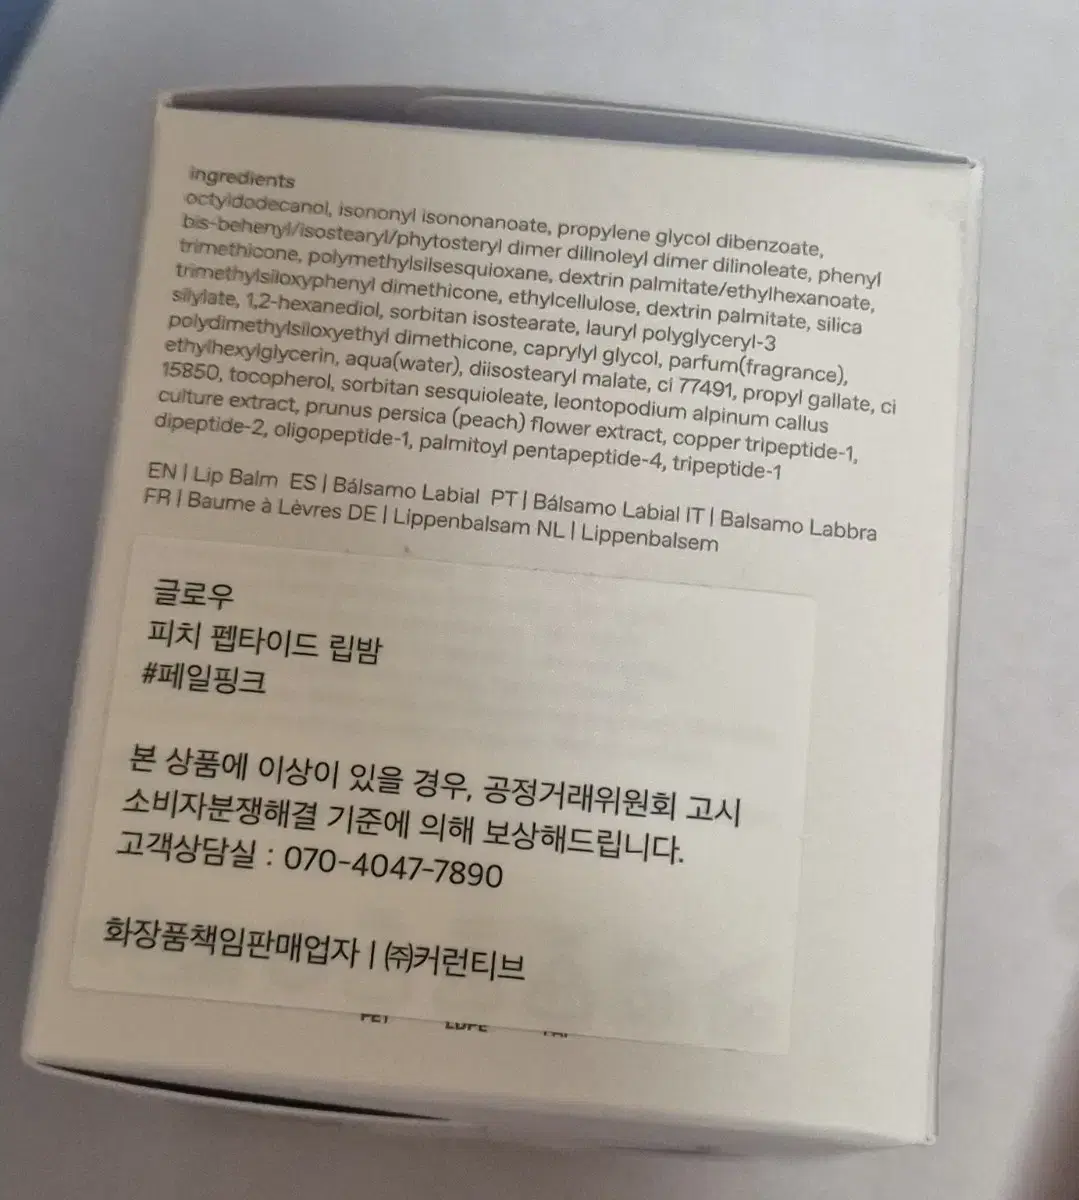 ingredients
octyldodecanol, isononyl isononanoate, propylene glycol dibenzoate,
bis-behenyl/isostearyl/phytosteryl dimer dilinoleyl dimer dilinoleate, phenyl
trimethicone, polymethylsilsesquioxane, dextrin palmitate/ethylhexanoate,
trimethylsiloxyphenyl dimethicone, ethylcellulose, dextrin palmitate, silica
silylate, 1,2-hexanediol, sorbitan isostearate, lauryl polyglyceryl-3
polydimethylsiloxyethyl dimethicone, caprylyl glycol, parfum(fragrance),
ethylhexylglycerin, aqua(water), diisostearyl malate, ci 77491, propyl gallate, ci
15850, tocopherol, sorbitan sesquioleate, leontopodium alpinum callus
culture extract, prunus persica (peach) flower extract, copper tripeptide-1,
dipeptide-2, oligopeptide-1, palmitoyl pentapeptide-4, tripeptide-1
EN | Lip Balm ES | Bálsamo Labial PT | Bálsamo Labial IT | Balsamo Labbra
FR | Baume à Lèvres DE | Lippenbalsam NL | Lippenbalsem
글로우
피치 펩타이드 립밤
#페일핑크
본 상품에 이상이 있을 경우, 공정거래위원회 고시
소비자분쟁해결 기준에 의해 보상해드립니다.
고객상담실 : 070-4047-7890
화장품책임판매업자 | ㈜커런티브
PET LDPE PAP